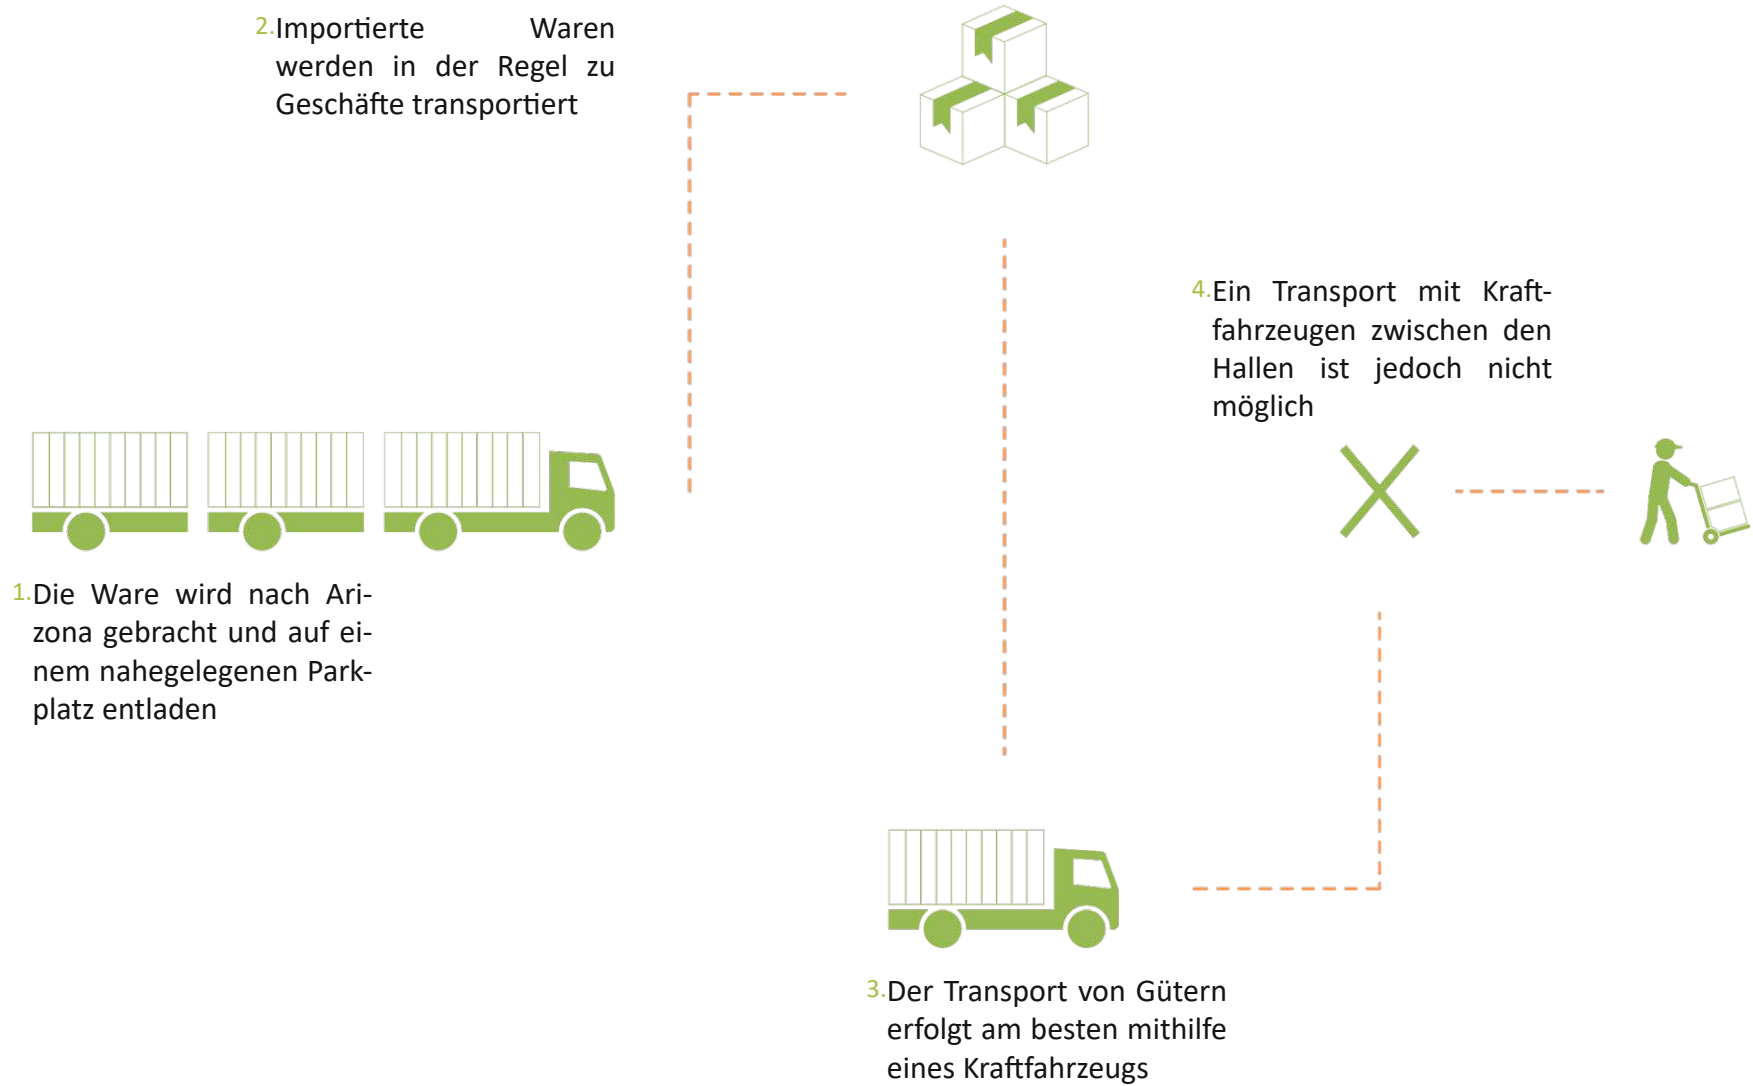 2. Importierte Waren
werden in der Regel zu
Geschäfte transportiert
4. Ein Transport mit Kraft-
fahrzeugen zwischen den
Hallen ist jedoch nicht
möglich
1. Die Ware wird nach Ari-
zona gebracht und auf ei-
nem nahegelegenen Park-
platz entladen
3. Der Transport von Gütern
erfolgt am besten mithilfe
eines Kraftfahrzeugs